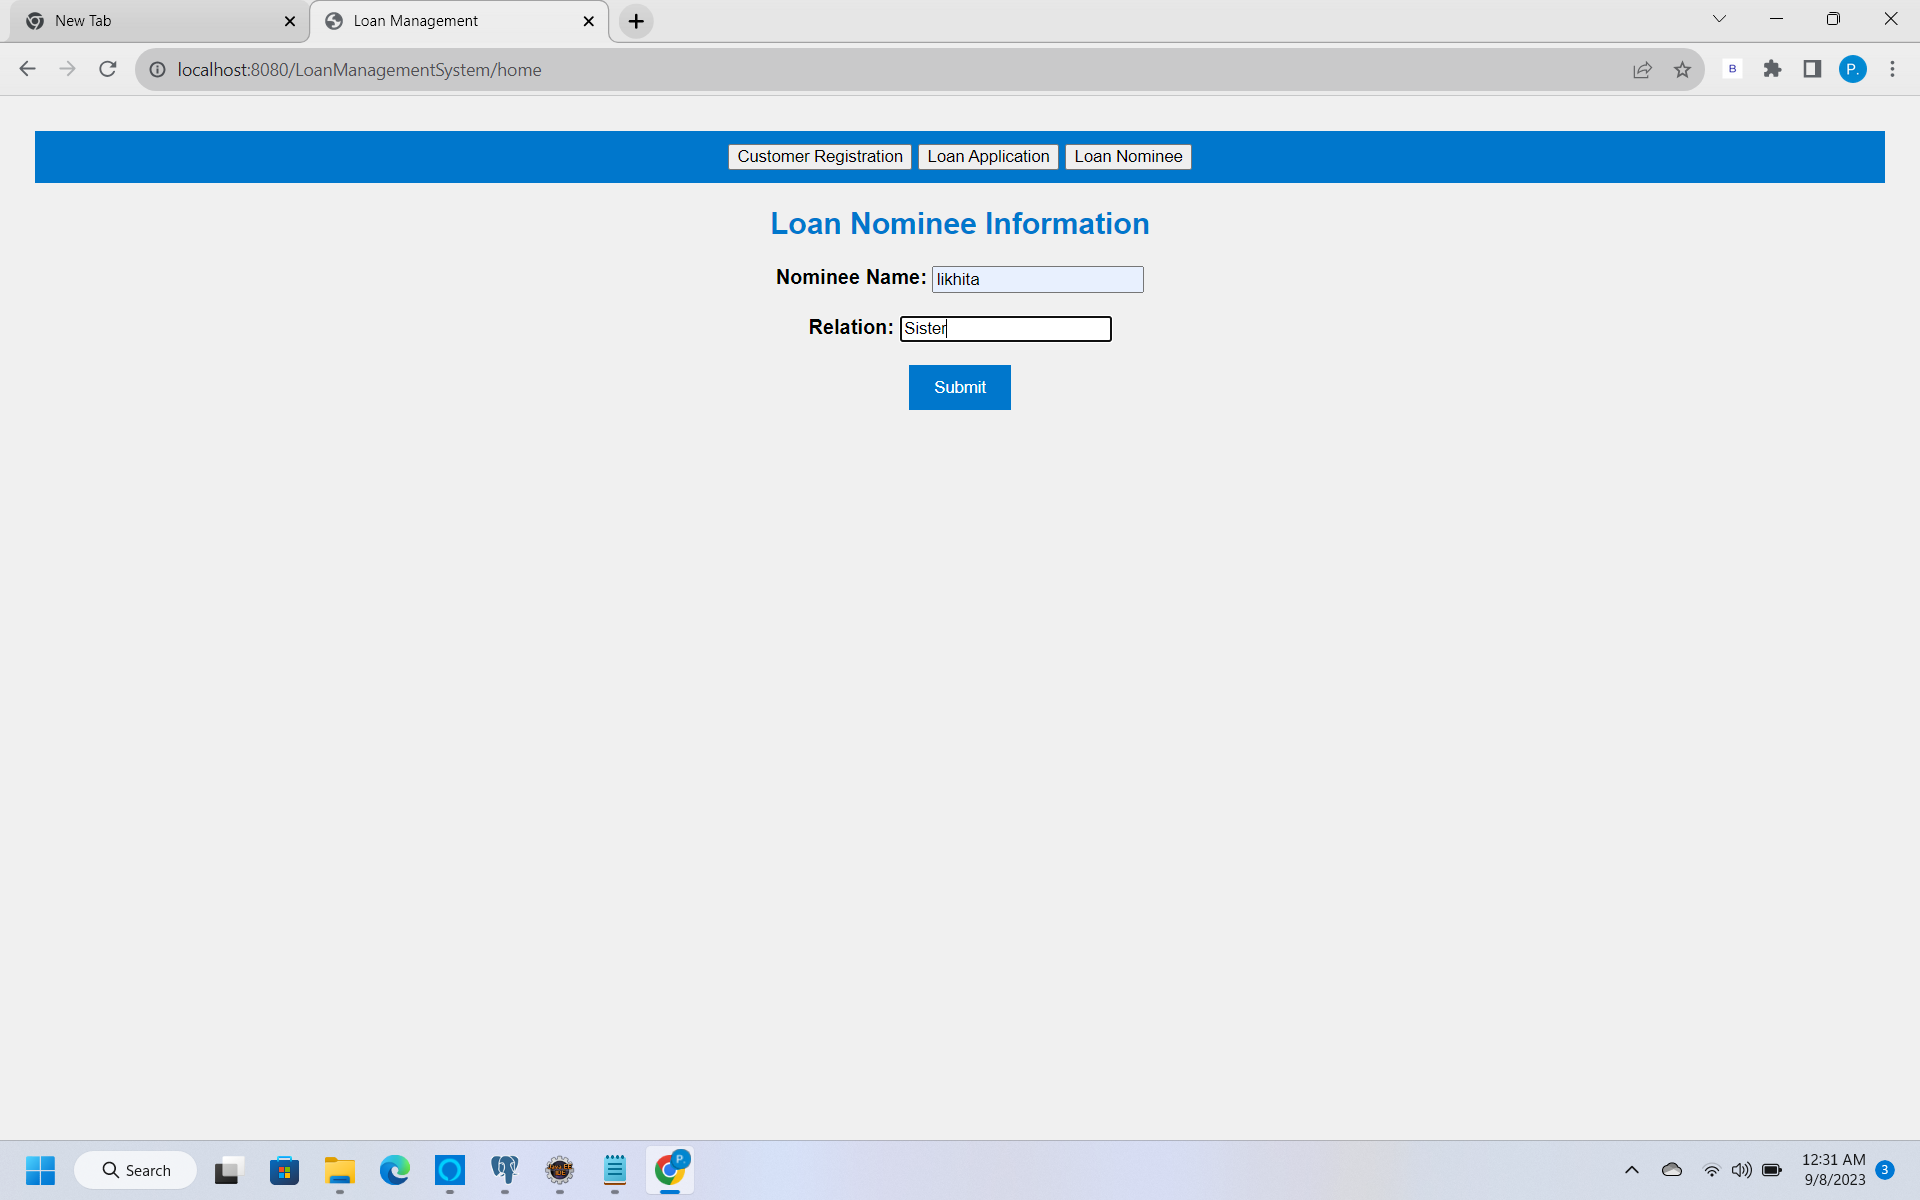 New Tab
Loan Management
localhost:8080/LoanManagementSystem/home
B
P.
Customer Registration Loan Application Loan Nominee
Loan Nominee Information
Nominee Name: likhita
Relation: Sister
Submit
Search
P.
12:31 AM
9/8/2023
3